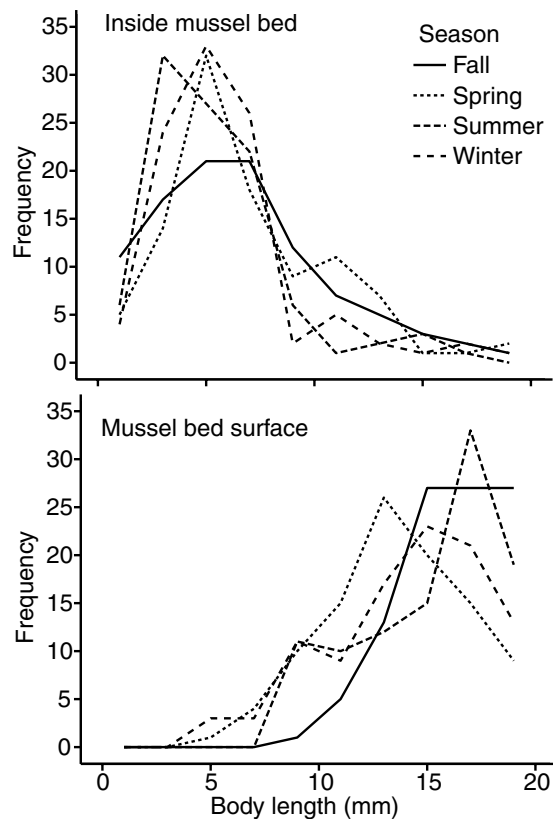 Inside mussel bed
Season
Fall
Spring
Summer
Winter
Frequency
35
30
25
20
15
10
5
0
Mussel bed surface
Frequency
35
30
25
20
15
10
5
0
0 5 10 15 20
Body length (mm)